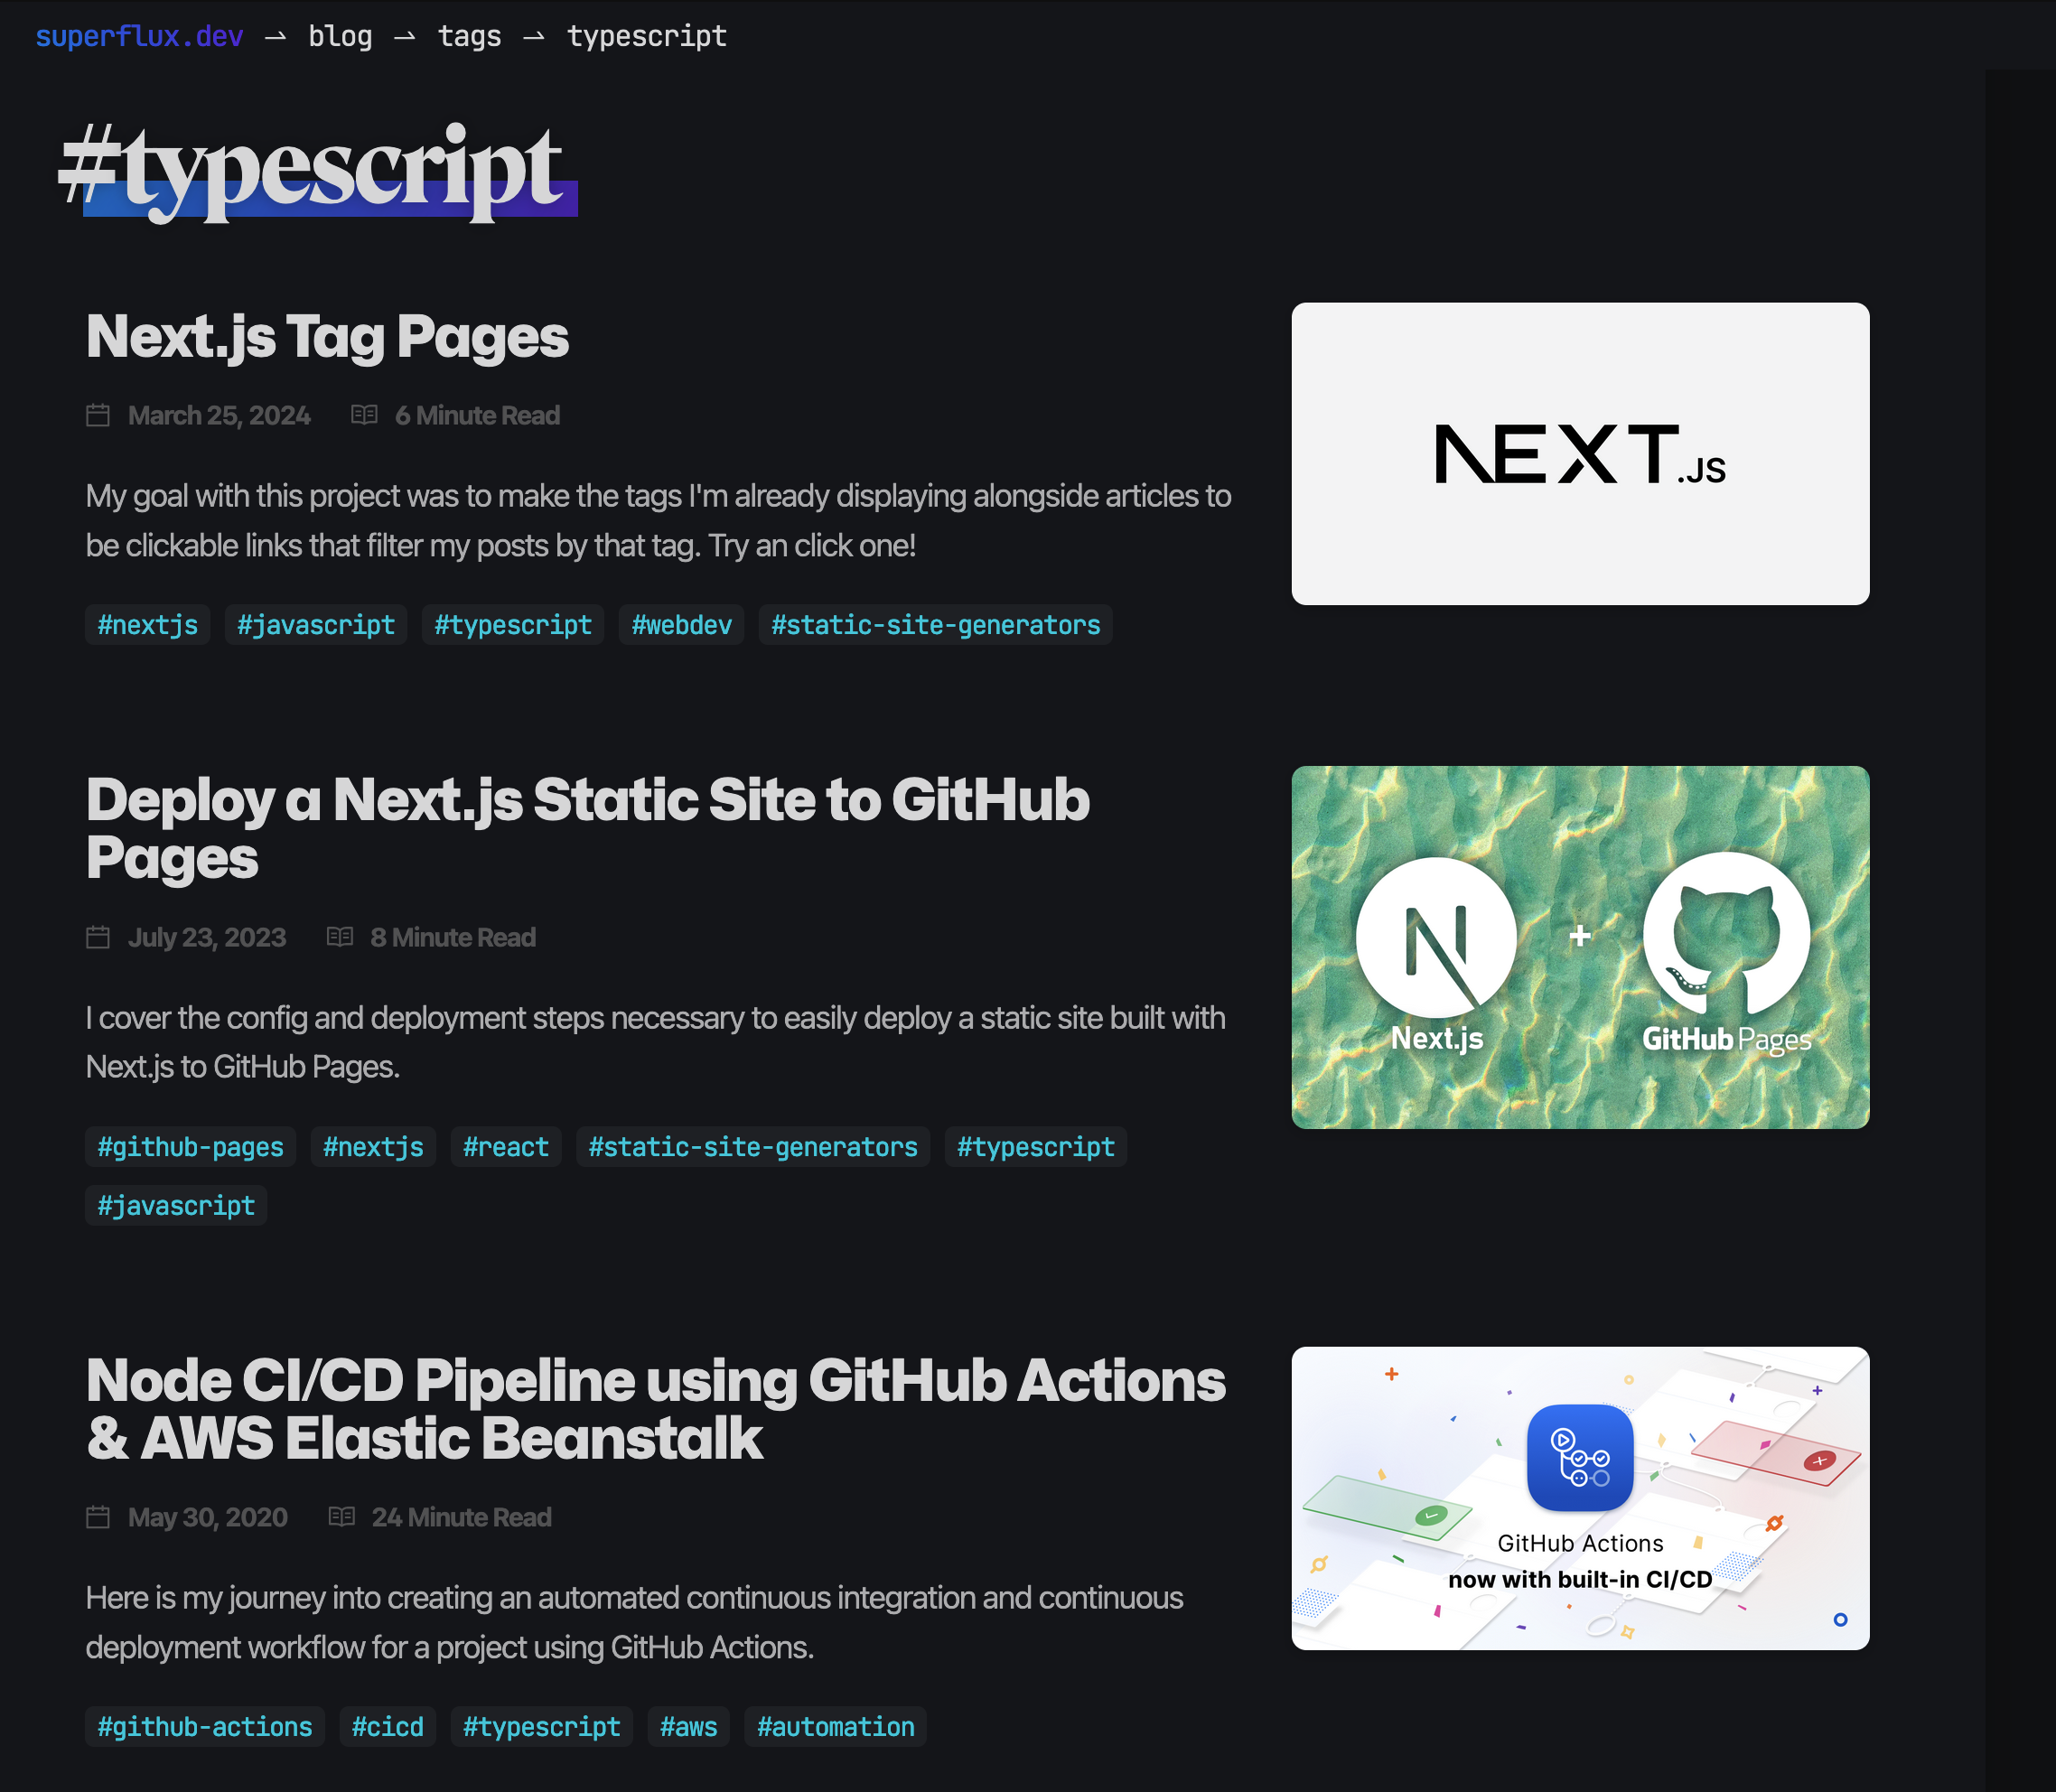 superflux.dev → blog → tags → typescript
#typescript
Next.js Tag Pages
March 25, 2024 6 Minute Read
My goal with this project was to make the tags I'm already displaying alongside articles to
be clickable links that filter my posts by that tag. Try an click one!
#nextjs #javascript #typescript #webdev #static-site-generators
NEXT.JS
Deploy a Next.js Static Site to GitHub
Pages
July 23, 2023 8 Minute Read
I cover the config and deployment steps necessary to easily deploy a static site built with
Next.js to GitHub Pages.
#github-pages #nextjs #react #static-site-generators #typescript
#javascript
N + 
Next.js GitHub Pages
Node CI/CD Pipeline using GitHub Actions
& AWS Elastic Beanstalk
May 30, 2020 24 Minute Read
Here is my journey into creating an automated continuous integration and continuous
deployment workflow for a project using GitHub Actions.
#github-actions #cicd #typescript #aws #automation
GitHub Actions
now with built-in CI/CD